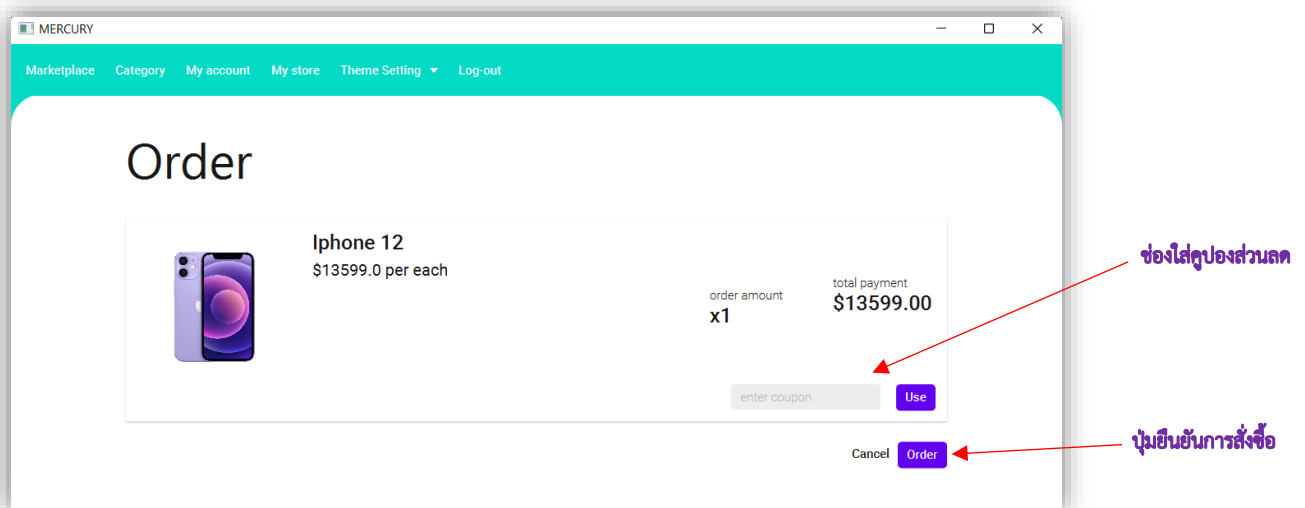 MERCURY
Marketplace Category My account My store Theme Setting Log-out
Order
Iphone 12
$13599.0 per each
order amount
x1
total payment
$13599.00
enter coupon
Use
Cancel
Order
ช่องใส่คูปองส่วนลด
ปุ่มยืนยันการสั่งซื้อ